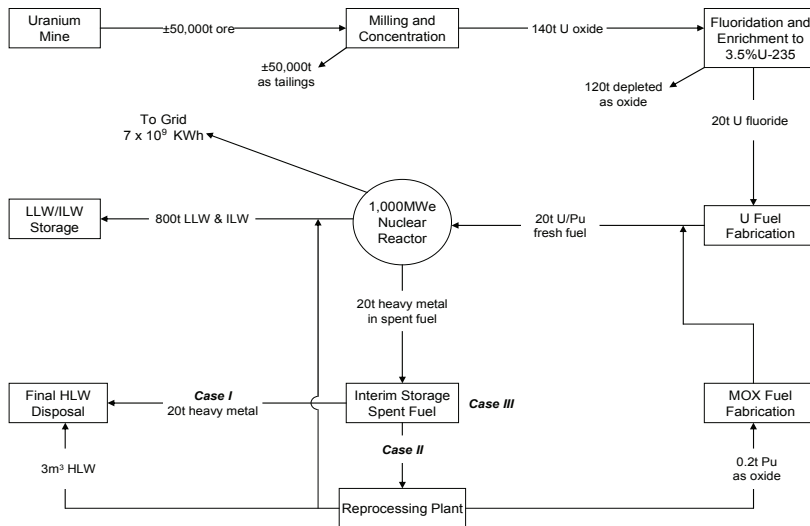 Uranium
Mine
±50,000t ore
Milling and
Concentration
140t U oxide
Fluoridation and
Enrichment to
3.5%U-235
±50,000t
as tailings
120t depleted
as oxide
20t U fluoride
To Grid
7 x 10⁹ KWh
LLW/ILW
Storage
800t LLW & ILW
1,000MWe
Nuclear
Reactor
20t U/Pu
fresh fuel
U Fuel
Fabrication
20t heavy metal
in spent fuel
Final HLW
Disposal
Case I
20t heavy metal
Interim Storage
Spent Fuel
Case III
MOX Fuel
Fabrication
Case II
3m³ HLW
0.2t Pu
as oxide
Reprocessing Plant